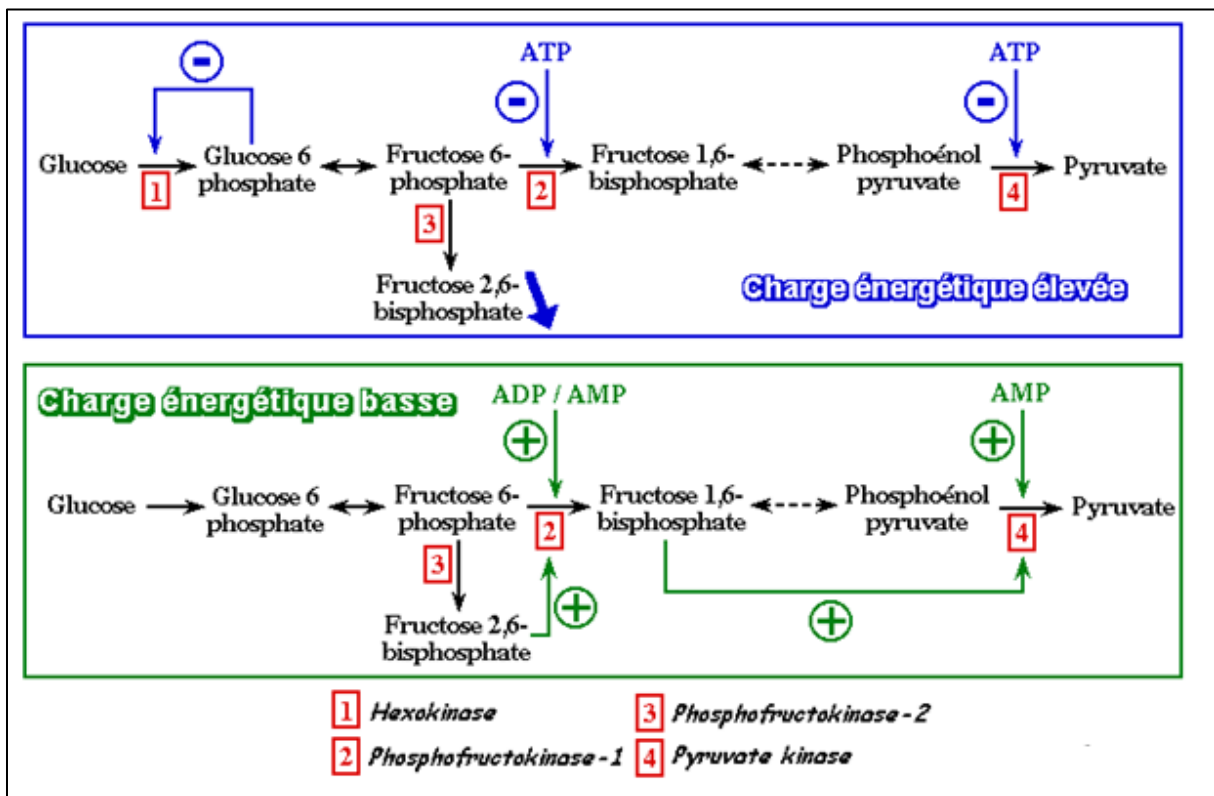 ATP
ATP
-
-
-
Glucose
Glucose 6
phosphate
Fructose 6-
phosphate
Fructose 1,6-
bisphosphate
Phosphoénol
pyruvate
Pyruvate
1
2
4
3
Fructose 2,6-
bisphosphate
Charge énergétique élevée
Charge énergétique basse
ADP / AMP
AMP
+
+
Glucose
Glucose 6
phosphate
Fructose 6-
phosphate
Fructose 1,6-
bisphosphate
Phosphoénol
pyruvate
Pyruvate
2
4
3
+
+
Fructose 2,6-
bisphosphate
1 Hexokinase
3 Phosphofructokinase-2
2 Phosphofructokinase-1
4 Pyruvate kinase